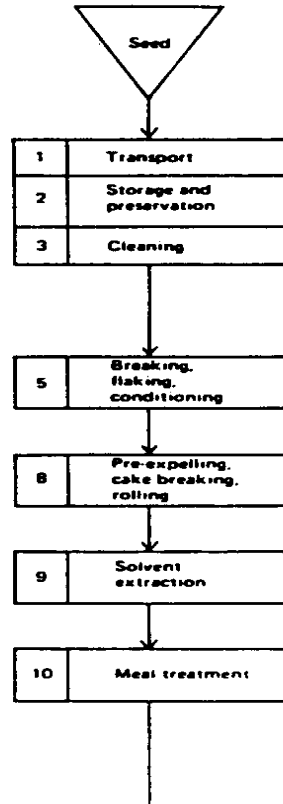 Seed
1 Transport
2 Storage and
preservation
3 Cleaning
5 Breaking,
flaking,
conditioning
8 Pre-expelling,
cake breaking,
rolling
9 Solvent
extraction
10 Meal treatment